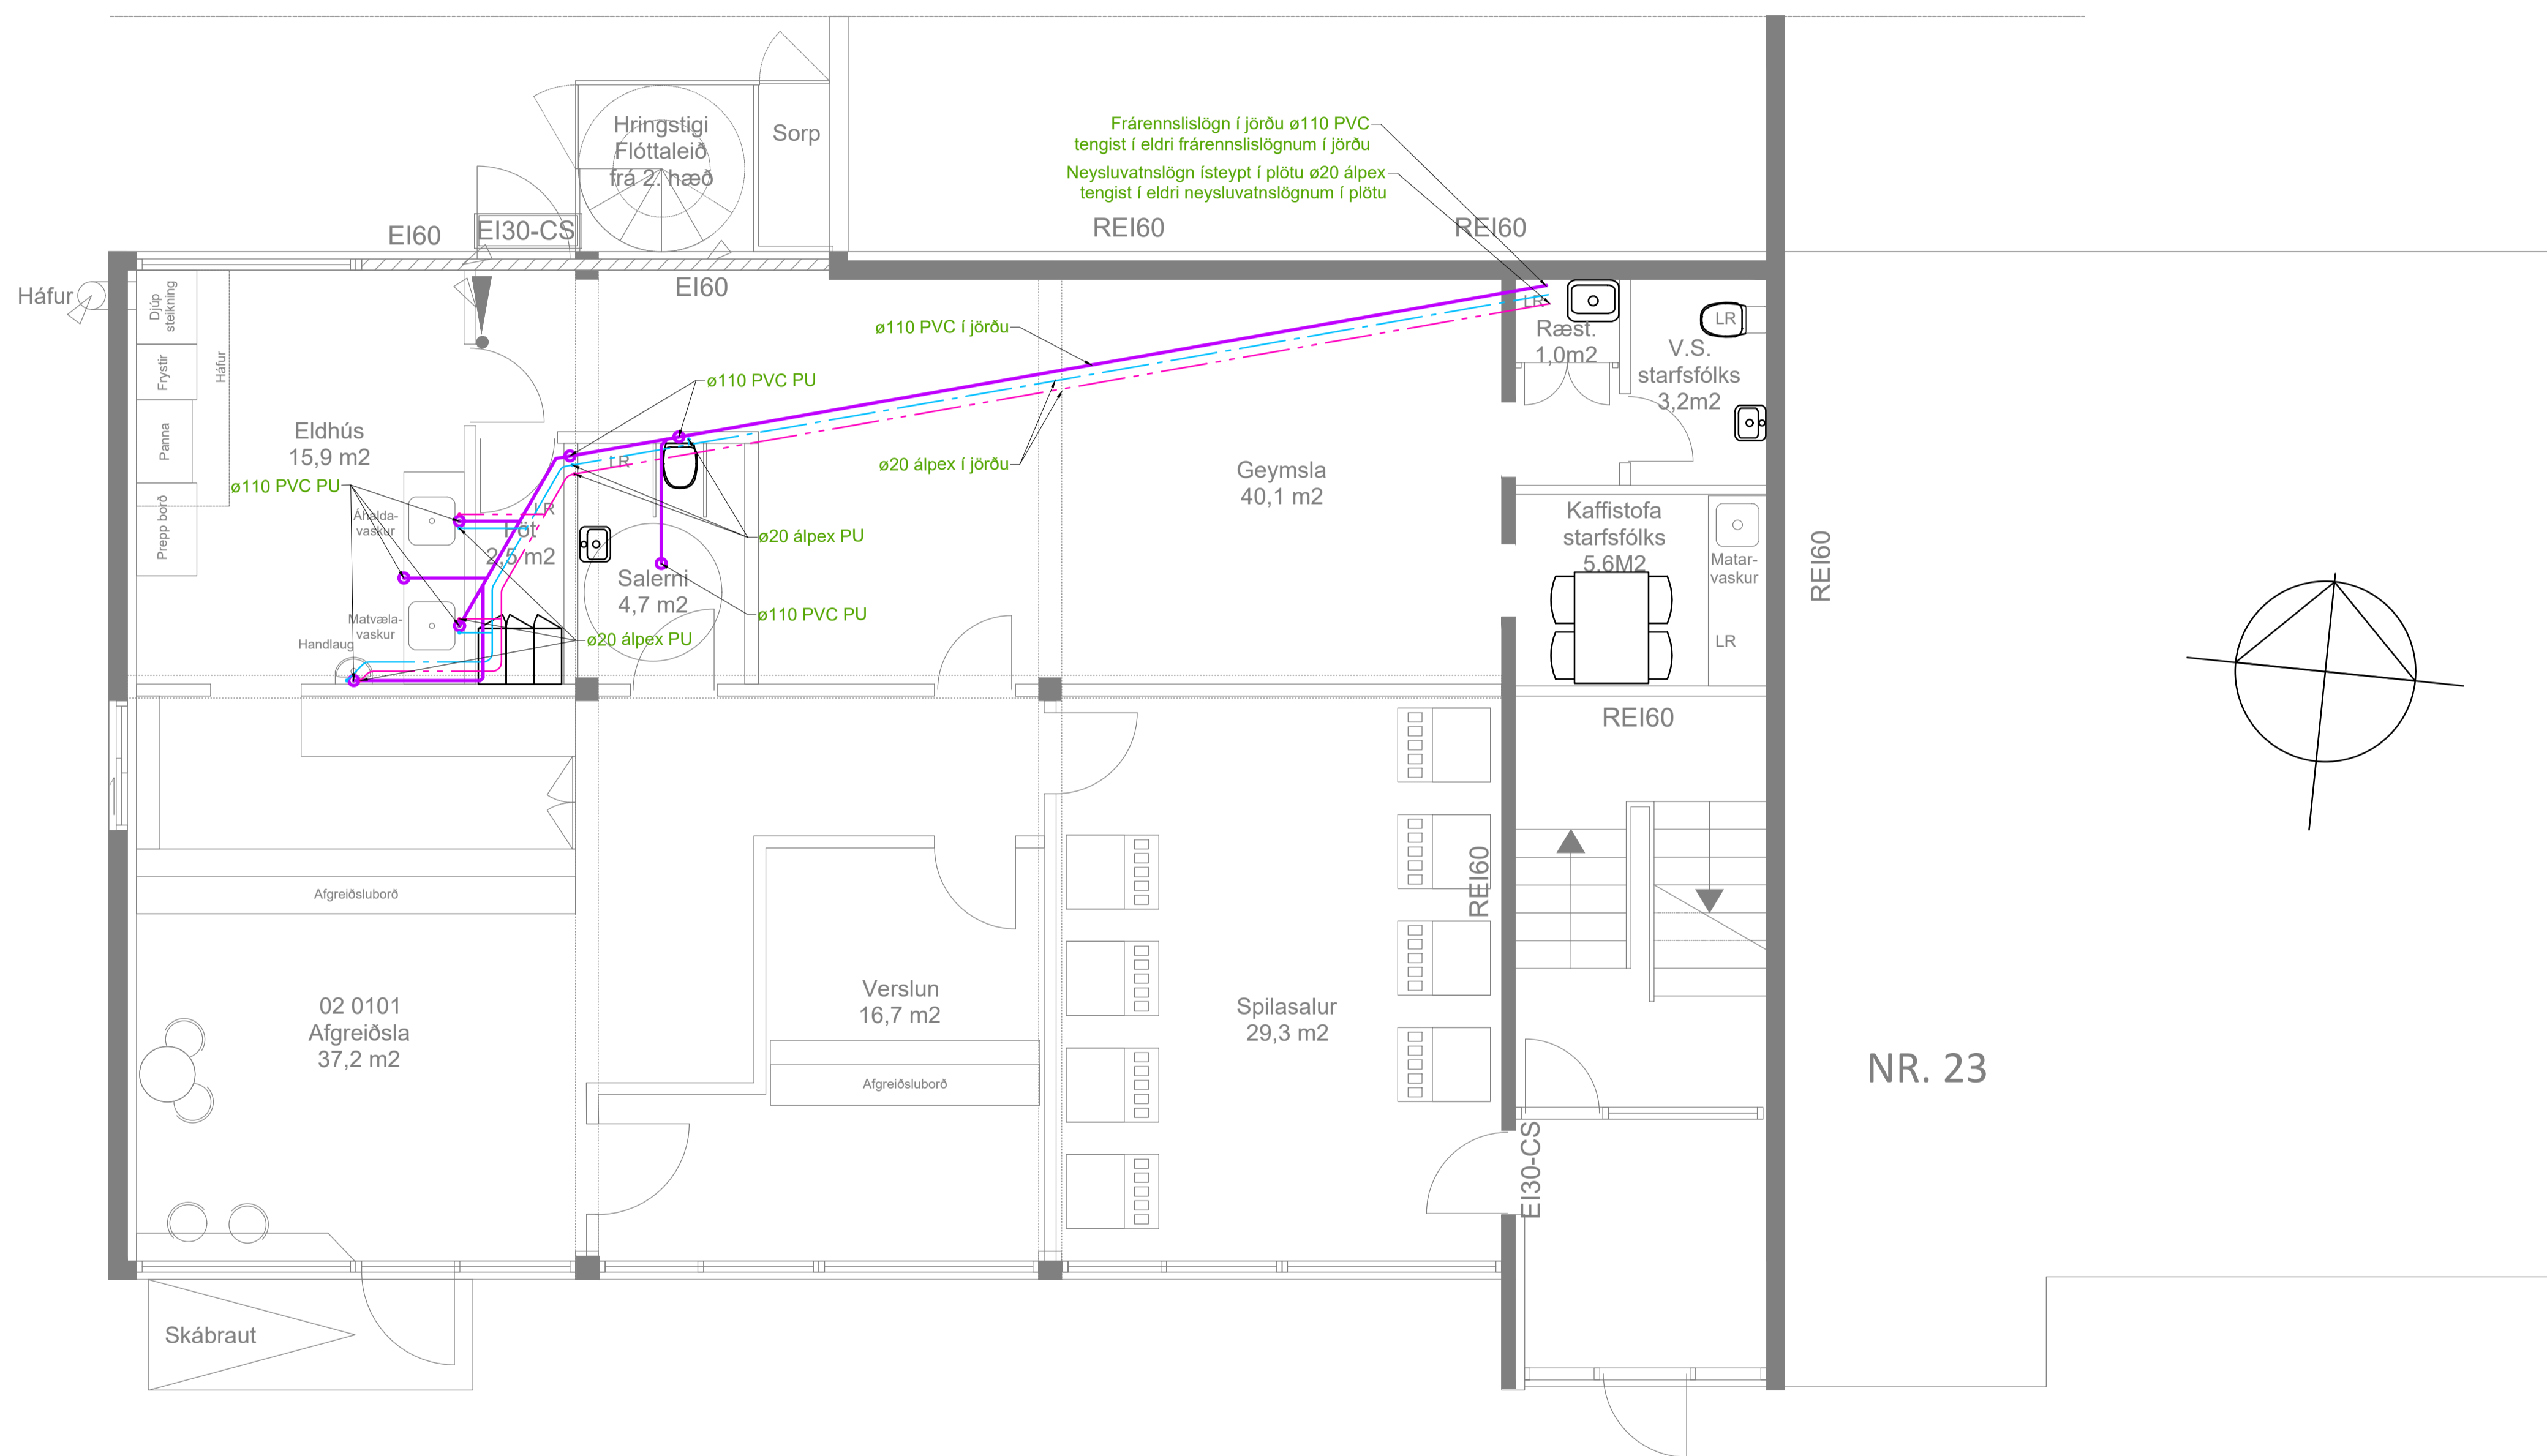 Hringstigi
Flóttaleið
frá 2. hæð
Sorp
Frárennslislögn í jörðu ø110 PVC
tengist í eldri frárennslislögnum í jörðu
Neysluvatnslögn ísteypt í plötu ø20 álpex
tengist í eldri neysluvatnslögnum í plötu
EI60
EI30-CS
REI60
REI60
EI60
Háfur
Djúp
steikning
Frystir
Panna
Prepp borð
Háfur
LR
Ræst.
1,0m2
LR
V.S.
starfsfólks
3,2m2
ø110 PVC í jörðu
ø110 PVC PU
Eldhús
15,9 m2
ø110 PVC PU
LR
ø20 álpex í jörðu
Geymsla
40,1 m2
Áhalda-
vaskur
LR
Föt
2,5 m2
ø20 álpex PU
Kaffistofa
starfsfólks
5,6M2
Matar-
vaskur
LR
REI60
Salerni
4,7 m2
ø110 PVC PU
Matvæla-
vaskur
Handlaug
ø20 álpex PU
REI60
Afgreiðsluborð
REI60
02 0101
Afgreiðsla
37,2 m2
Verslun
16,7 m2
Afgreiðsluborð
Spilasalur
29,3 m2
NR. 23
EI30-CS
Skábraut